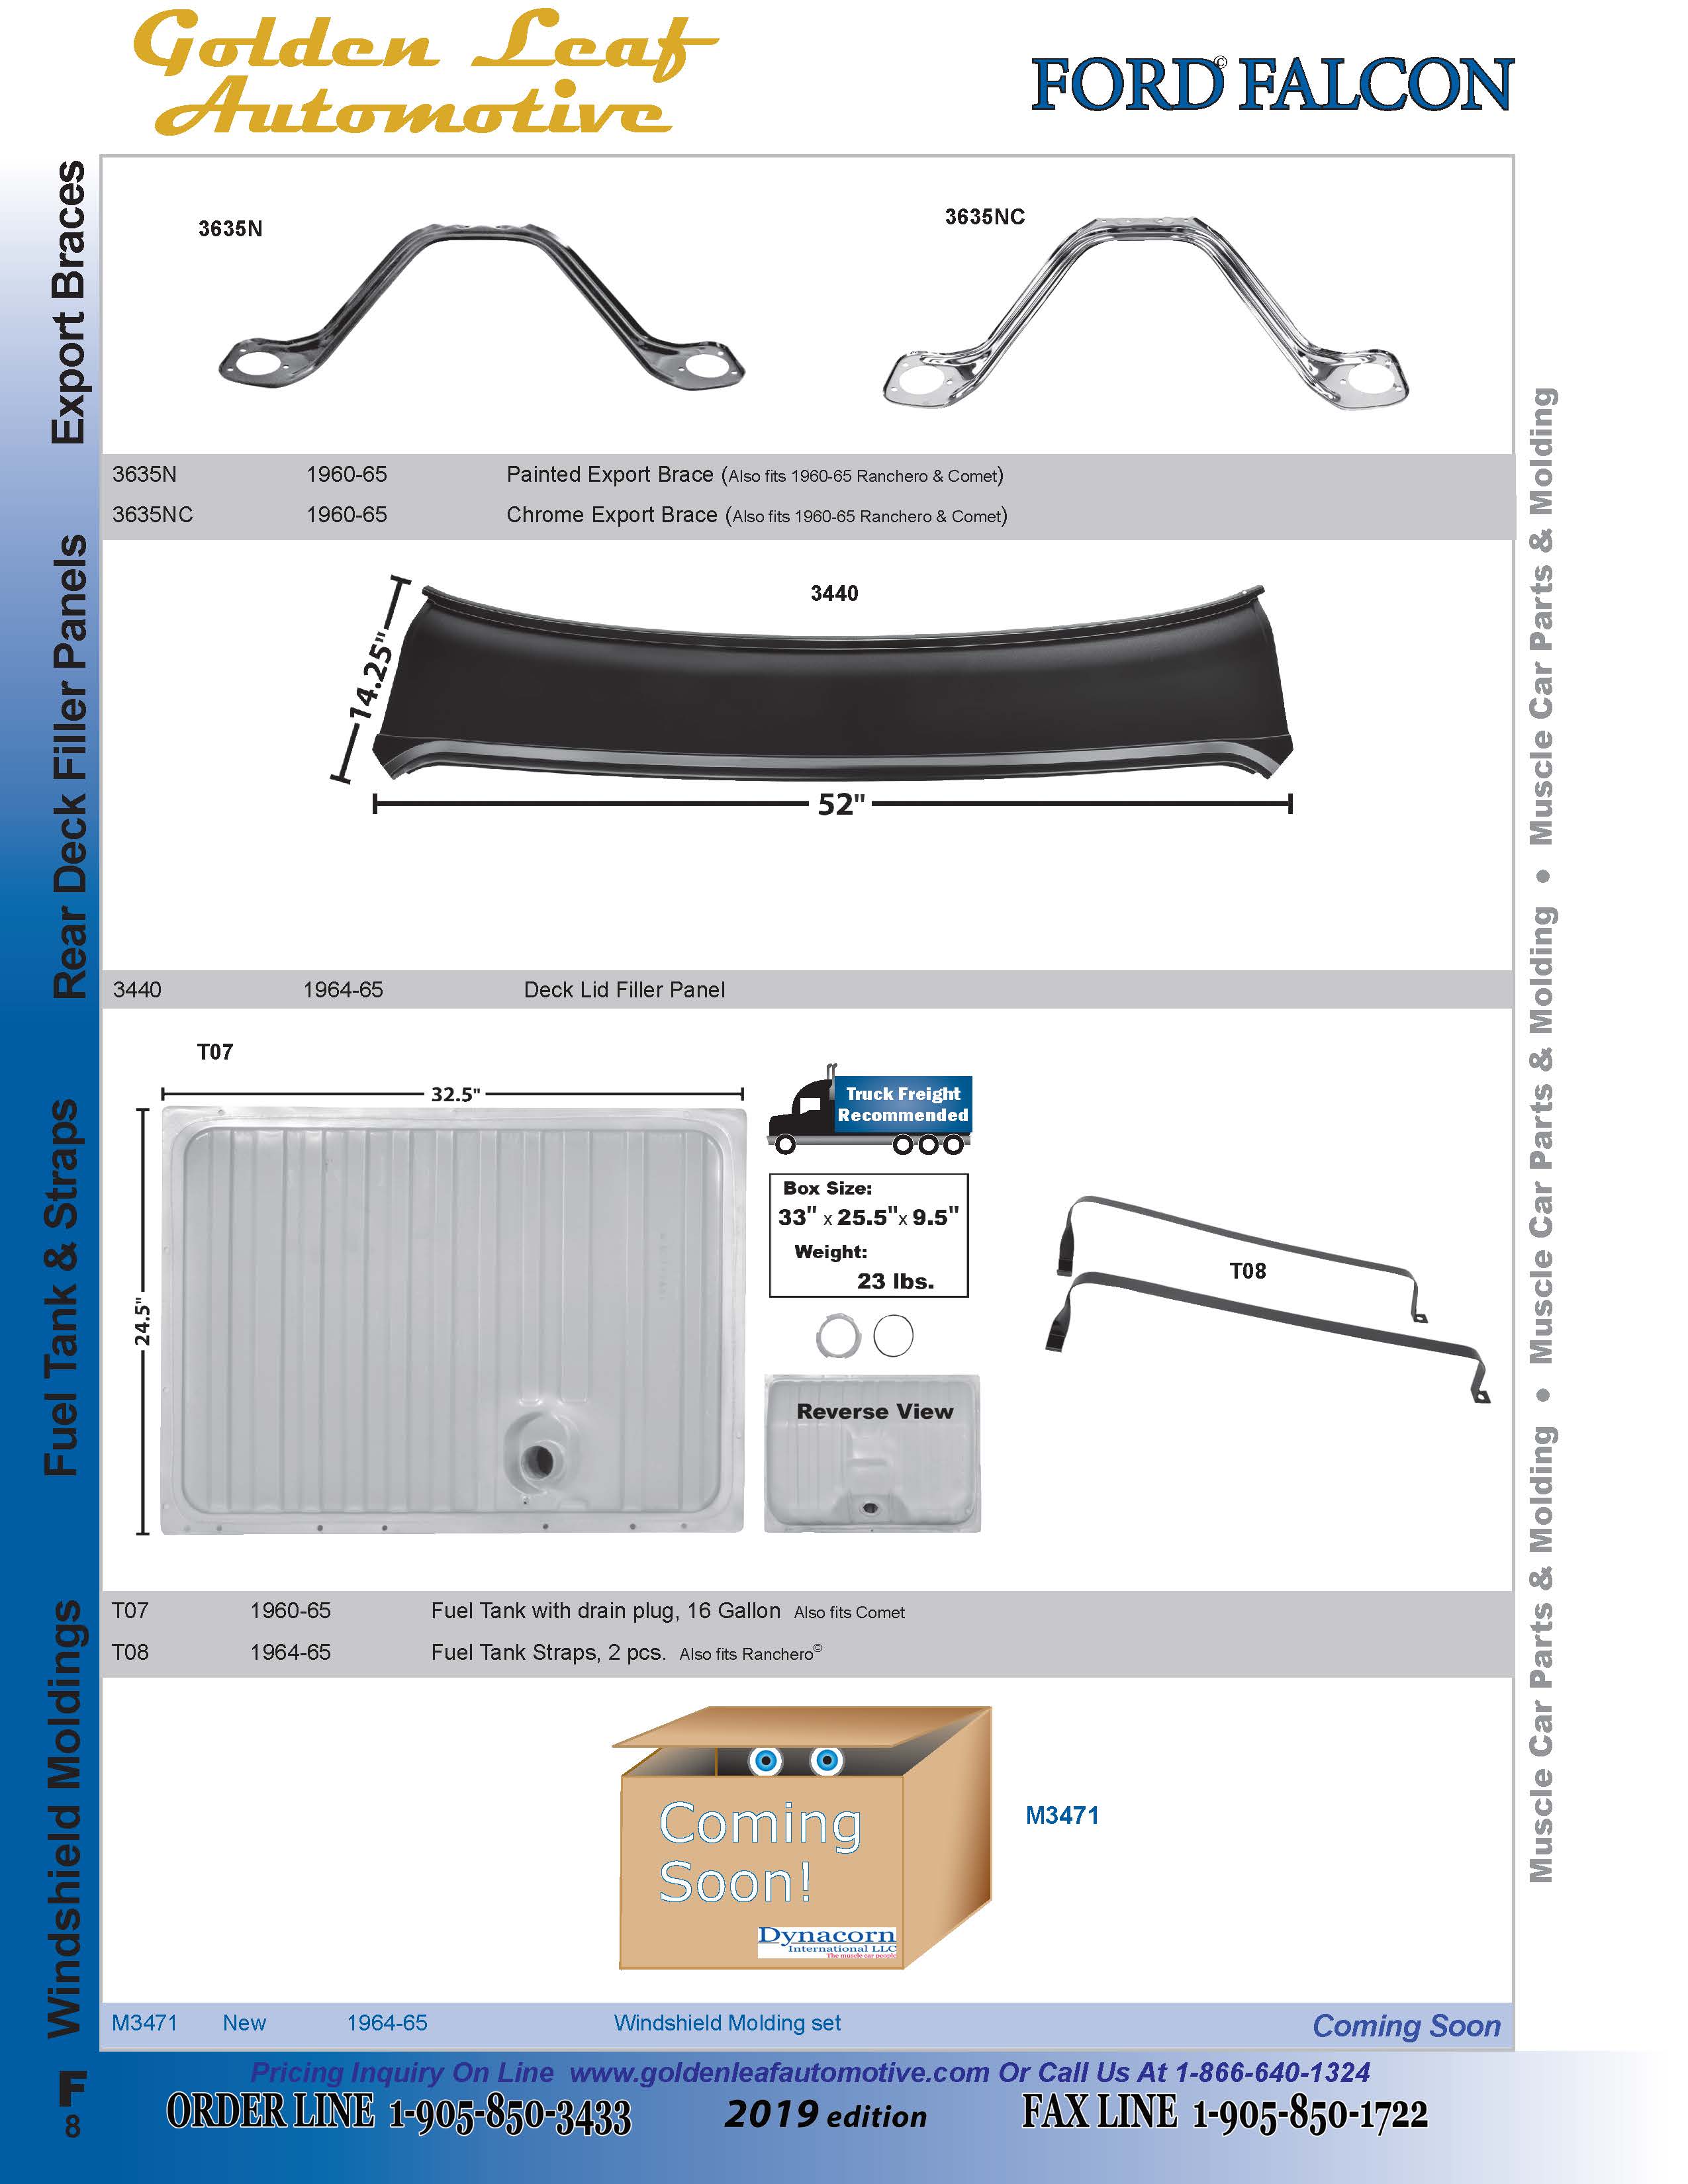 Golden Leaf
Automotive
FORD© FALCON
Export Braces
3635N
3635NC
3635N 1960-65 Painted Export Brace (Also fits 1960-65 Ranchero & Comet)
3635NC 1960-65 Chrome Export Brace (Also fits 1960-65 Ranchero & Comet)
Rear Deck Filler Panels
3440
14.25"
52"
3440 1964-65 Deck Lid Filler Panel
Fuel Tank & Straps
T07
32.5"
24.5"
Truck Freight
Recommended
Box Size:
33" x 25.5"x 9.5"
Weight:
23 lbs.
Reverse View
T08
T07 1960-65 Fuel Tank with drain plug, 16 Gallon Also fits Comet
T08 1964-65 Fuel Tank Straps, 2 pcs. Also fits Ranchero©
Windshield Moldings
Coming
Soon!
Dynacorn
International LLC
The muscle car people
M3471
M3471 New 1964-65 Windshield Molding set Coming Soon
Muscle Car Parts & Molding • Muscle Car Parts & Molding • Muscle Car Parts & Molding
Pricing Inquiry On Line www.goldenleafautomotive.com Or Call Us At 1-866-640-1324
F
8
ORDER LINE 1-905-850-3433 2019 edition FAX LINE 1-905-850-1722